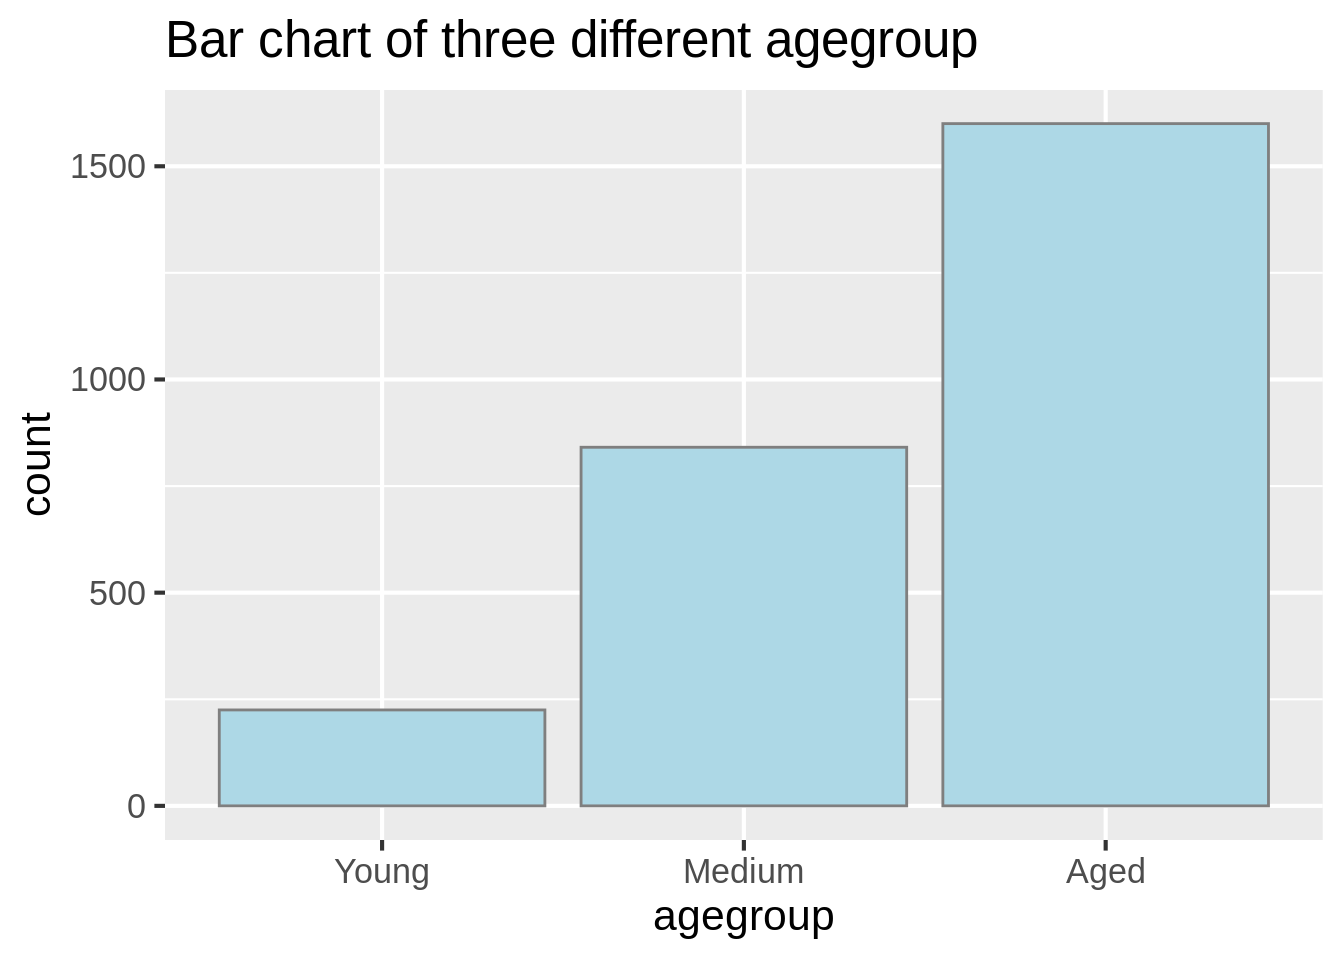 Bar chart of three different agegroup
1500
1000
500
0
count
Young Medium Aged
agegroup